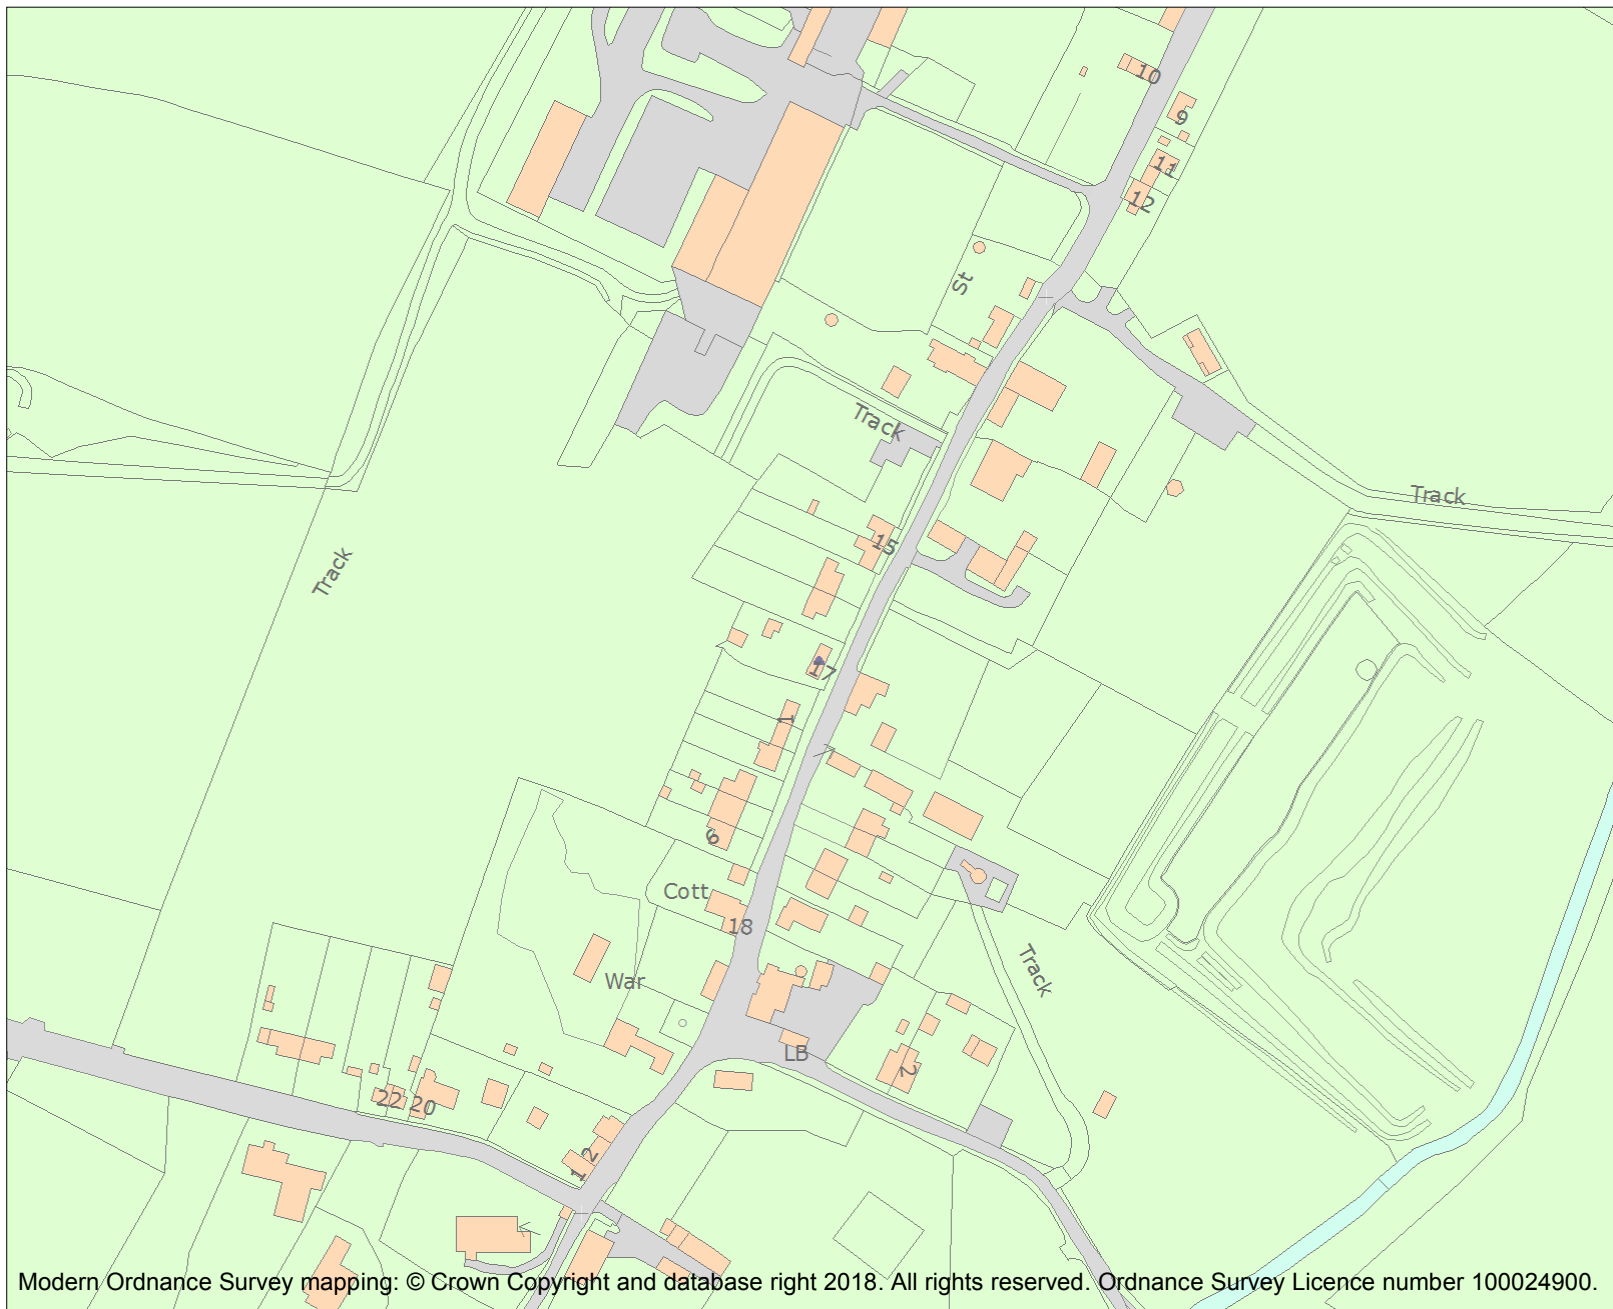 10
9
11
12
St
Track
Track
15
Track
17
1
6
Cott
18
Track
War
LB
2
22 20
1 2
Modern Ordnance Survey mapping: © Crown Copyright and database right 2018. All rights reserved. Ordnance Survey Licence number 100024900.